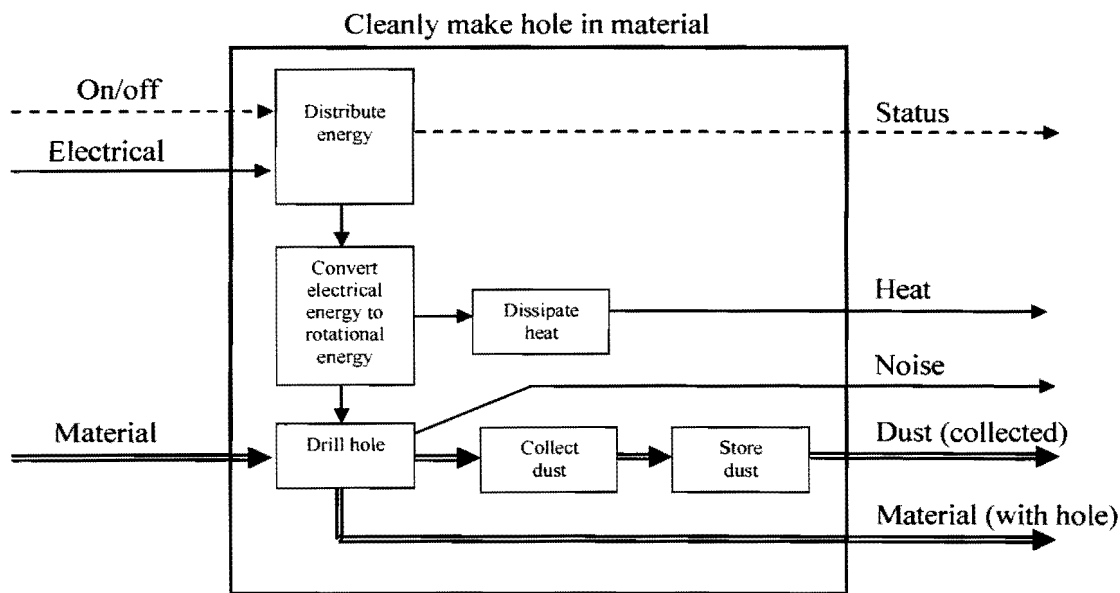 Cleanly make hole in material
On/off
Distribute
energy
Status
Electrical
Convert
electrical
energy to
rotational
energy
Dissipate
heat
Heat
Noise
Material
Drill hole
Collect
dust
Store
dust
Dust (collected)
Material (with hole)